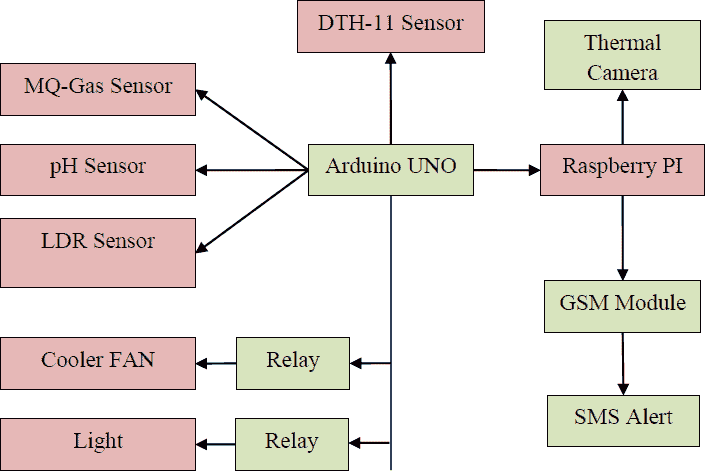 DTH-11 Sensor
Thermal
Camera
MQ-Gas Sensor
pH Sensor
Arduino UNO
Raspberry PI
LDR Sensor
GSM Module
Cooler FAN
Relay
SMS Alert
Light
Relay